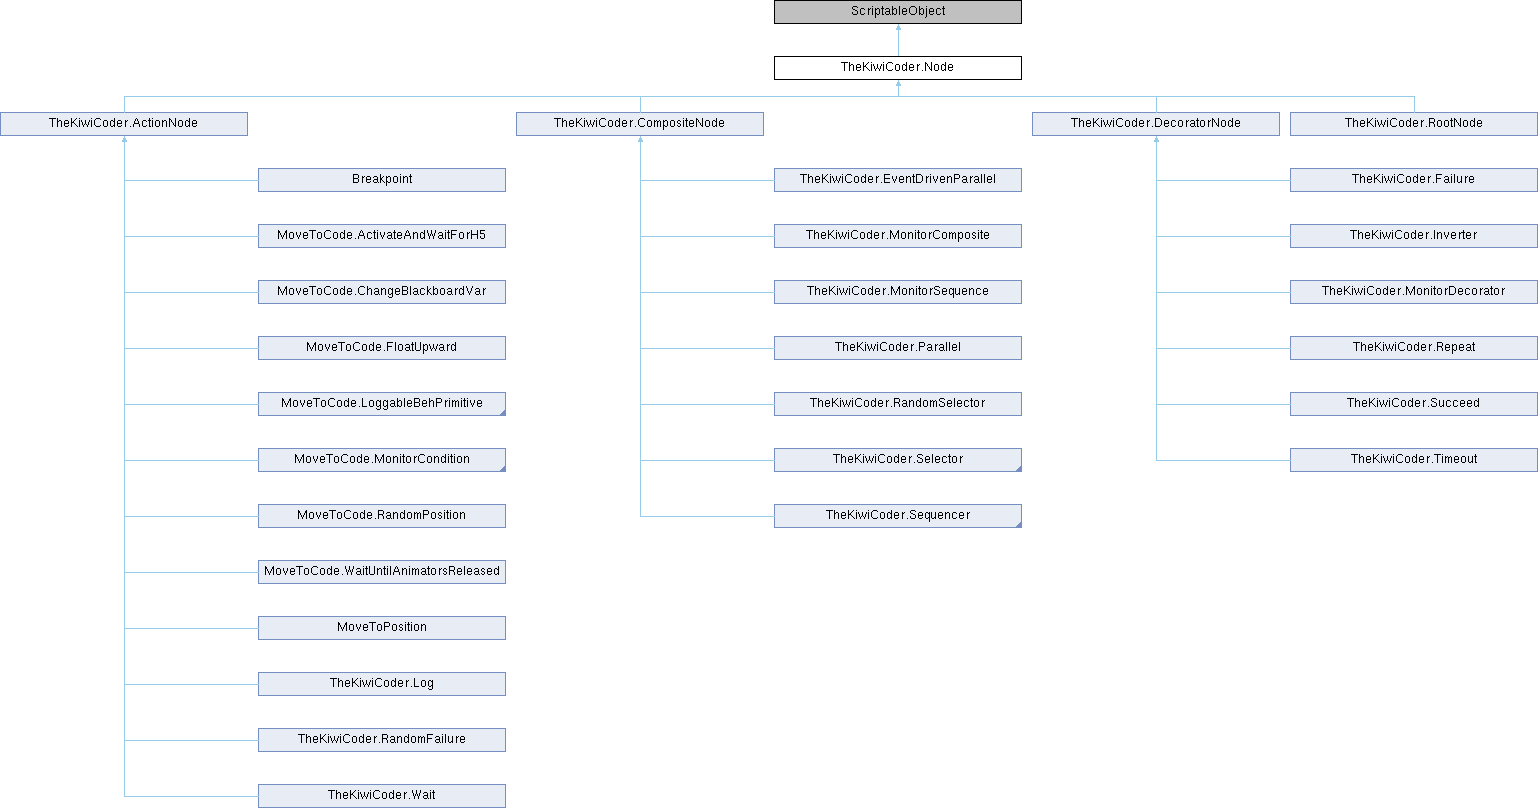 ScriptableObject
TheKiwiCoder.Node
TheKiwiCoder.ActionNode
TheKiwiCoder.CompositeNode
TheKiwiCoder.DecoratorNode
TheKiwiCoder.RootNode
Breakpoint
TheKiwiCoder.EventDrivenParallel
TheKiwiCoder.Failure
MoveToCode.ActivateAndWaitForH5
TheKiwiCoder.MonitorComposite
TheKiwiCoder.Inverter
MoveToCode.ChangeBlackboardVar
TheKiwiCoder.MonitorSequence
TheKiwiCoder.MonitorDecorator
MoveToCode.FloatUpward
TheKiwiCoder.Parallel
TheKiwiCoder.Repeat
MoveToCode.LoggableBehPrimitive
TheKiwiCoder.RandomSelector
TheKiwiCoder.Succeed
MoveToCode.MonitorCondition
TheKiwiCoder.Selector
TheKiwiCoder.Timeout
MoveToCode.RandomPosition
TheKiwiCoder.Sequencer
MoveToCode.WaitUntilAnimatorsReleased
MoveToPosition
TheKiwiCoder.Log
TheKiwiCoder.RandomFailure
TheKiwiCoder.Wait